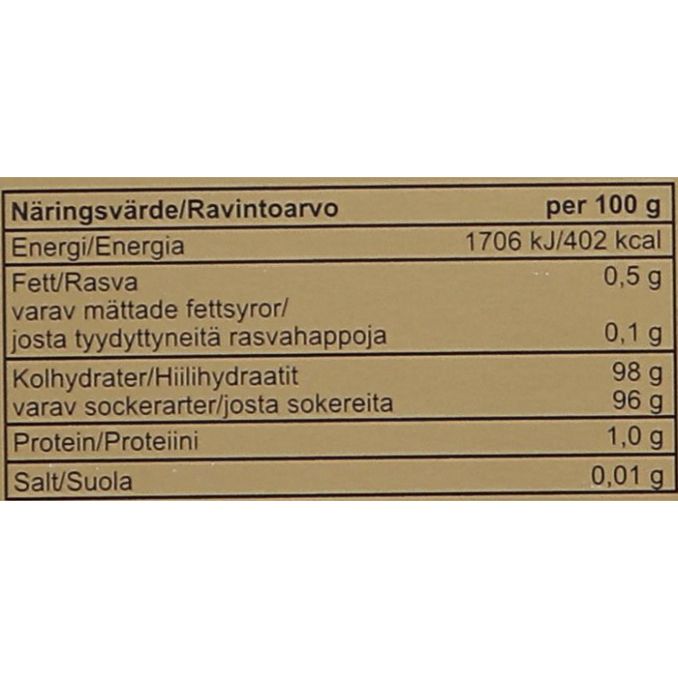 Näringsvärde/Ravintoarvo per 100 g
Energi/Energia 1706 kJ/402 kcal
Fett/Rasva 0,5 g
varav mättade fettsyror/
josta tyydyttyneitä rasvahappoja 0,1 g
Kolhydrater/Hiilihydraatit 98 g
varav sockerarter/josta sokereita 96 g
Protein/Proteiini 1,0 g
Salt/Suola 0,01 g